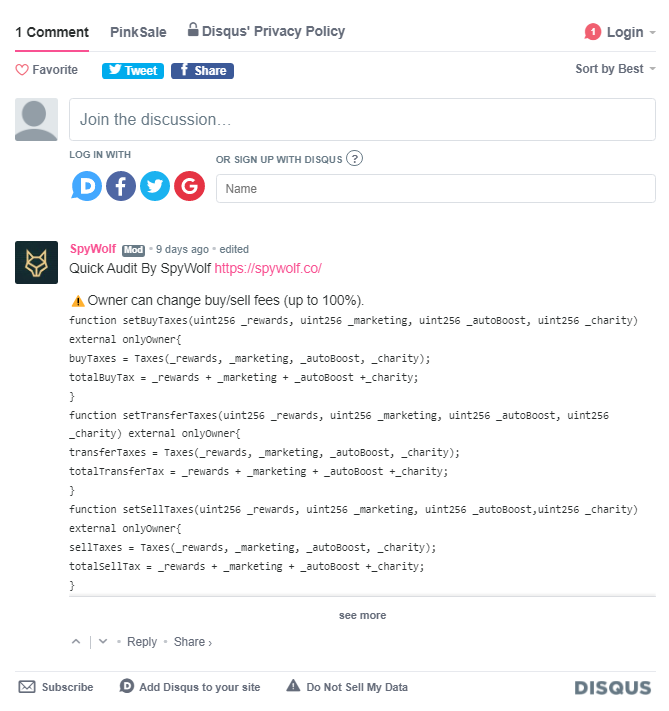 1 Comment PinkSale Disqus' Privacy Policy 1 Login
Favorite Tweet f Share Sort by Best
Join the discussion…
LOG IN WITH
OR SIGN UP WITH DISQUS ?
D f G Name
SpyWolf Mod • 9 days ago • edited
Quick Audit By SpyWolf https://spywolf.co/
⚠Owner can change buy/sell fees (up to 100%).
function setBuyTaxes(uint256 _rewards, uint256 _marketing, uint256 _autoBoost, uint256 _charity)
external onlyOwner{
buyTaxes = Taxes(_rewards, _marketing, _autoBoost, _charity);
totalBuyTax = _rewards + _marketing + _autoBoost +_charity;
}
function setTransferTaxes(uint256 _rewards, uint256 _marketing, uint256 _autoBoost, uint256
_charity) external onlyOwner{
transferTaxes = Taxes(_rewards, _marketing, _autoBoost, _charity);
totalTransferTax = _rewards + _marketing + _autoBoost +_charity;
}
function setSellTaxes(uint256 _rewards, uint256 _marketing, uint256 _autoBoost,uint256 _charity)
external onlyOwner{
sellTaxes = Taxes(_rewards, _marketing, _autoBoost, _charity);
totalSellTax = _rewards + _marketing + _autoBoost +_charity;
}
see more
• Reply • Share ›
Subscribe D Add Disqus to your site Do Not Sell My Data DISQUS